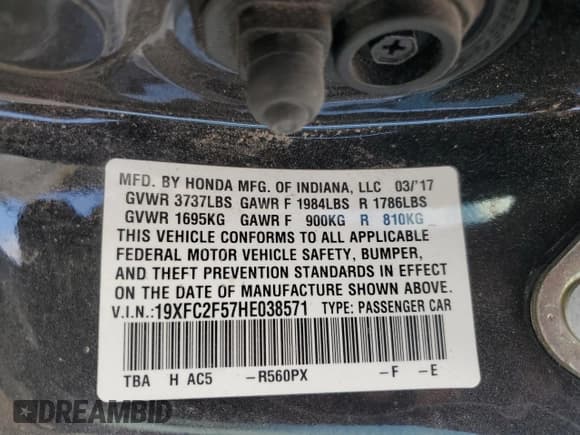 MFD. BY HONDA MFG. OF INDIANA, LLC 03/'17
GVWR 3737LBS GAWR F 1984LBS R 1786LBS
GVWR 1695KG GAWR F 900KG R 810KG
THIS VEHICLE CONFORMS TO ALL APPLICABLE
FEDERAL MOTOR VEHICLE SAFETY, BUMPER,
AND THEFT PREVENTION STANDARDS IN EFFECT
ON THE DATE OF MANUFACTURE SHOWN ABOVE.
V.I.N.:19XFC2F57HE038571 TYPE: PASSENGER CAR
TBA H AC5 –R560PX –F –E
DREAMBID